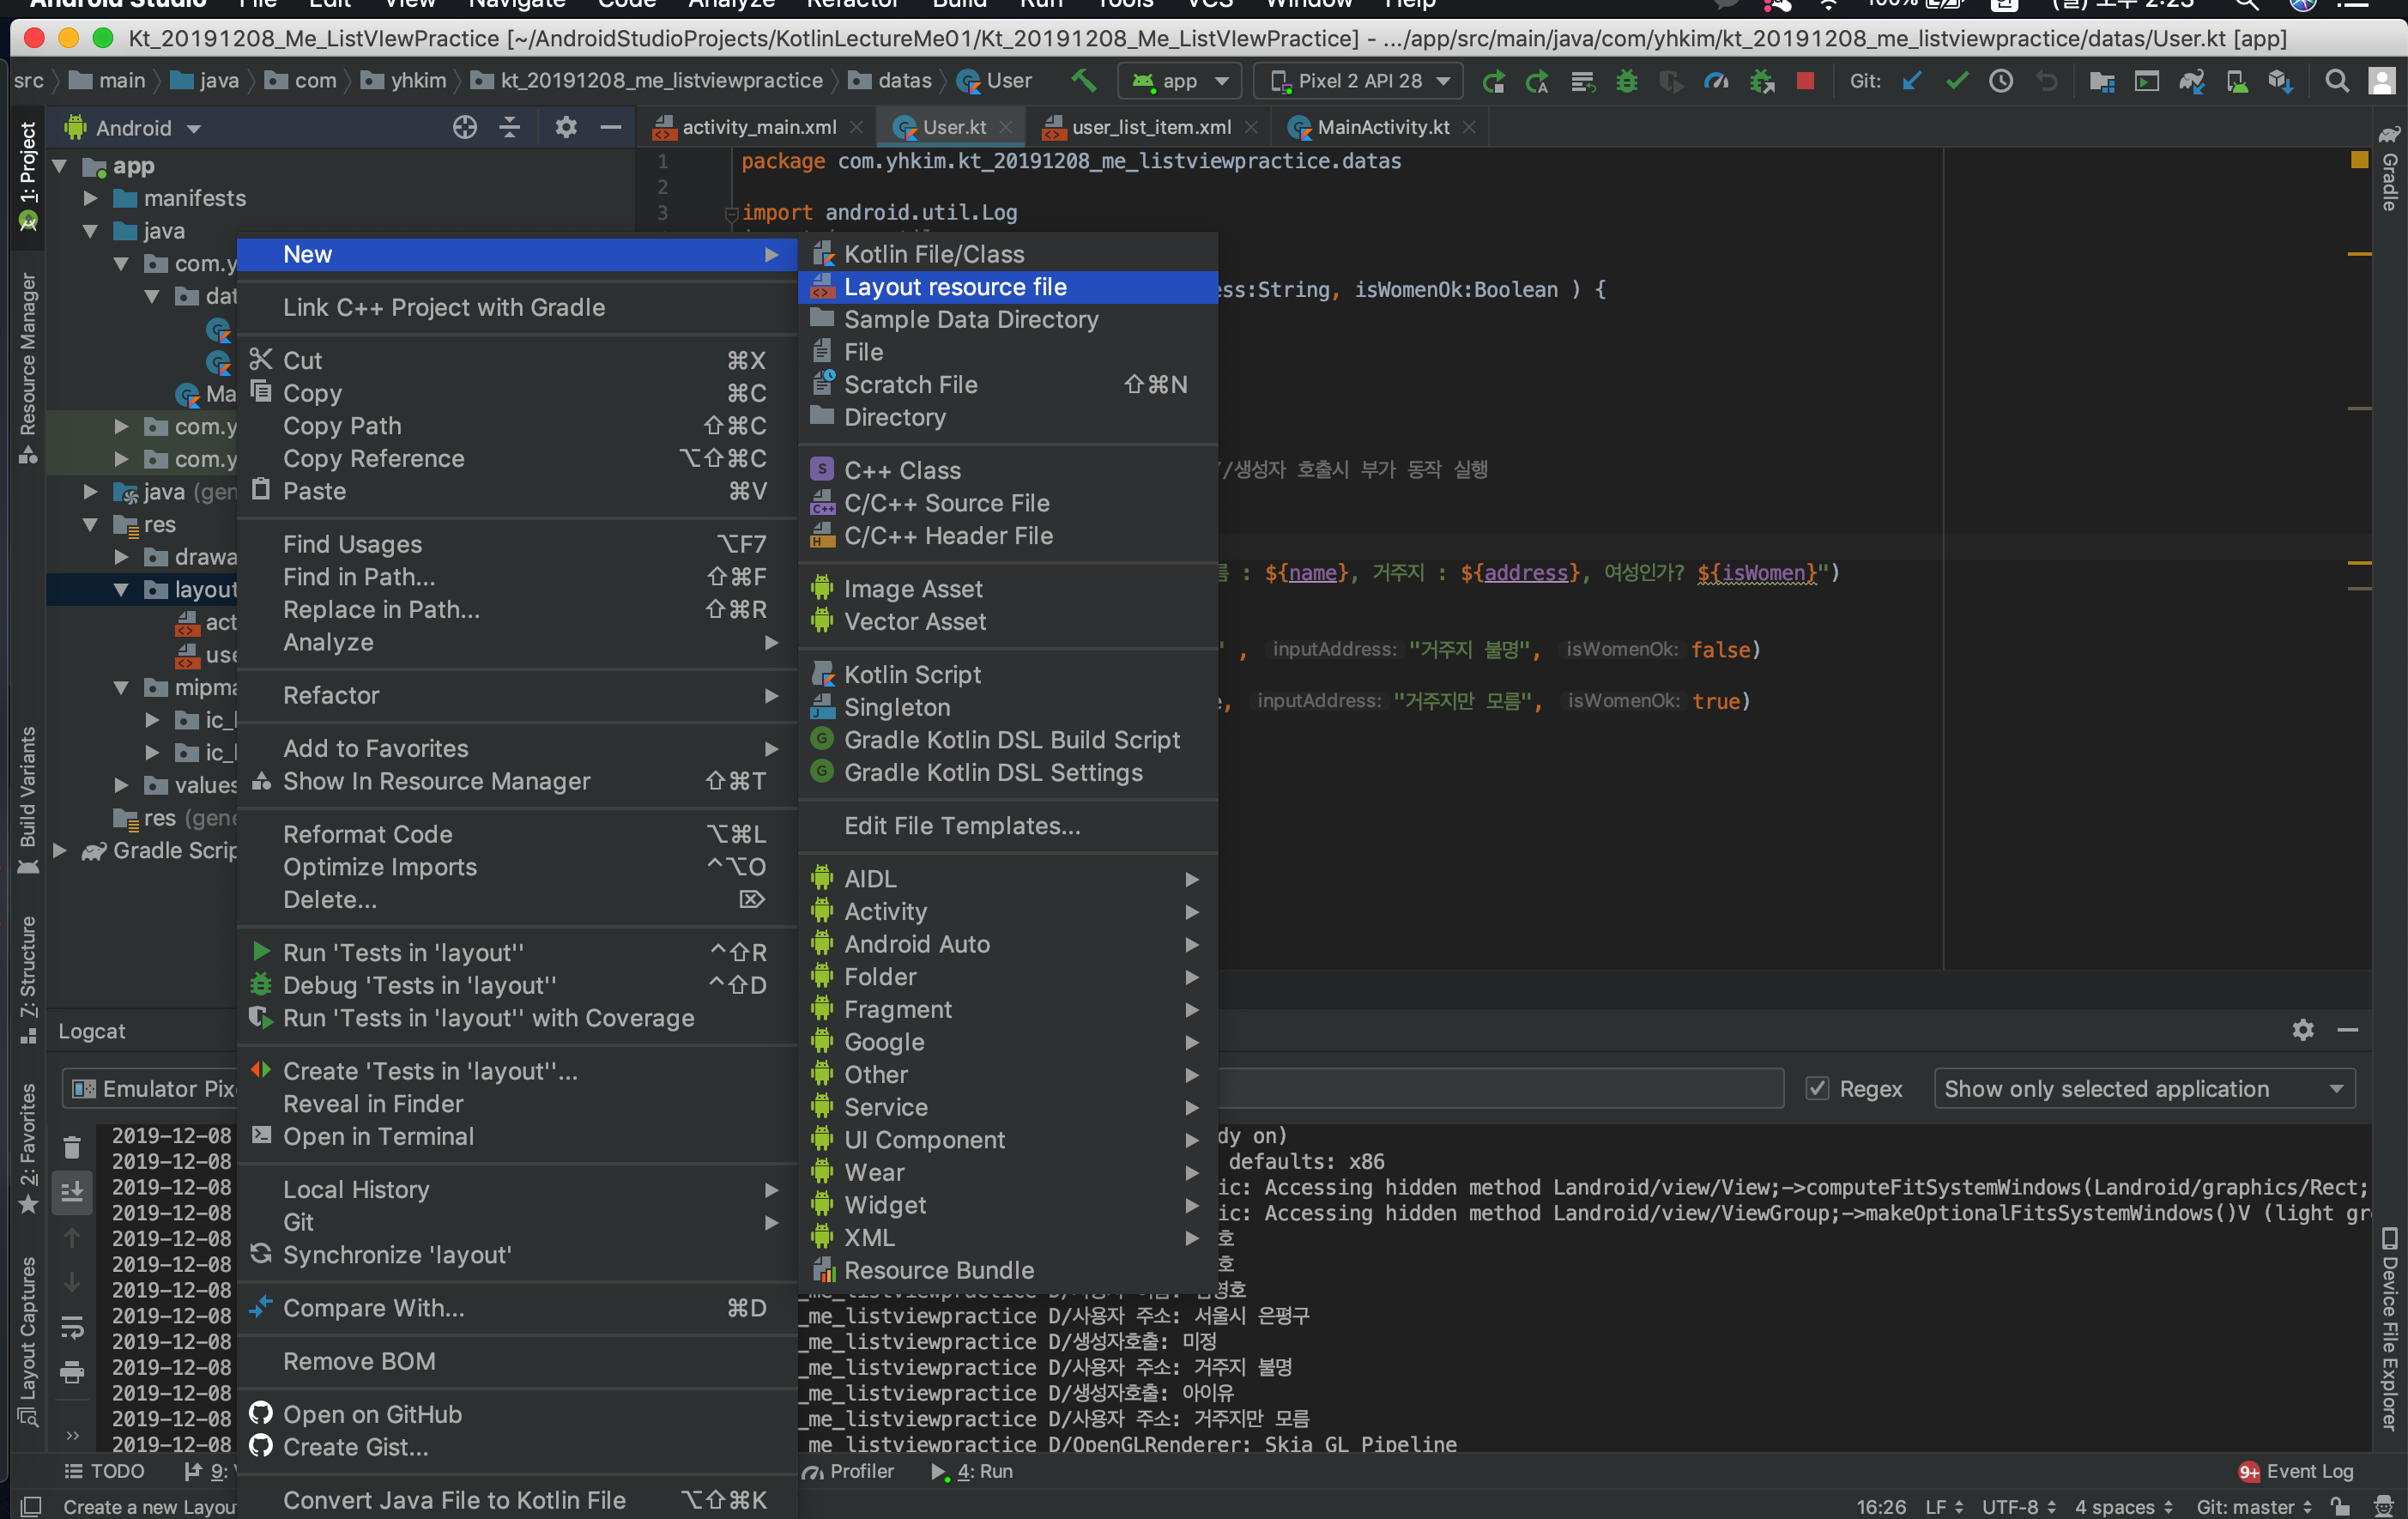 Android Studio File Edit View Navigate Code Analyze Refactor Build Run Tools VCS Window Help 100% (일) 오후 2:23
Kt_20191208_Me_ListVIewPractice [~/AndroidStudioProjects/KotlinLectureMe01/Kt_20191208_Me_ListVIewPractice] - .../app/src/main/java/com/yhkim/kt_20191208_me_listviewpractice/datas/User.kt [app]
src main java com yhkim kt_20191208_me_listviewpractice datas User app Pixel 2 API 28 Git:
Android
activity_main.xml User.kt user_list_item.xml MainActivity.kt
1: Project
Resource Manager
Build Variants
7: Structure
2: Favorites
Layout Captures
app
manifests
java
com.y
dat
Ma
com.y
com.y
java (gen
res
drawa
layout
act
use
mipma
ic_l
ic_l
values
res (gene
Gradle Scrip
New
Link C++ Project with Gradle
Cut ⌘X
Copy ⌘C
Copy Path ⇧⌘C
Copy Reference ⌥⇧⌘C
Paste ⌘V
Find Usages ⌥F7
Find in Path... ⇧⌘F
Replace in Path... ⇧⌘R
Analyze
Refactor
Add to Favorites
Show In Resource Manager ⇧⌘T
Reformat Code ⌥⌘L
Optimize Imports ^⌥O
Delete... ⌦
Run 'Tests in 'layout'' ^⇧R
Debug 'Tests in 'layout'' ^⇧D
Run 'Tests in 'layout'' with Coverage
Create 'Tests in 'layout''...
Reveal in Finder
Open in Terminal
Local History
Git
Synchronize 'layout'
Compare With... ⌘D
Remove BOM
Open on GitHub
Create Gist...
Convert Java File to Kotlin File ⌥⇧⌘K
Kotlin File/Class
Layout resource file
Sample Data Directory
File
Scratch File ⇧⌘N
Directory
C++ Class
C/C++ Source File
C/C++ Header File
Image Asset
Vector Asset
Kotlin Script
Singleton
Gradle Kotlin DSL Build Script
Gradle Kotlin DSL Settings
Edit File Templates...
AIDL
Activity
Android Auto
Folder
Fragment
Google
Other
Service
UI Component
Wear
Widget
XML
Resource Bundle
1 package com.yhkim.kt_20191208_me_listviewpractice.datas
2
3 import android.util.Log
ess:String, isWomenOk:Boolean ) {
//생성자 호출시 부가 동작 실행
름 : ${name}, 거주지 : ${address}, 여성인가? ${isWomen}")
" , inputAddress: "거주지 불명", isWomenOk: false)
e, inputAddress: "거주지만 모름", isWomenOk: true)
Gradle
Device File Explorer
Logcat
Emulator Pix Regex Show only selected application
2019-12-08 dy on)
2019-12-08 defaults: x86
2019-12-08 ic: Accessing hidden method Landroid/view/View;->computeFitSystemWindows(Landroid/graphics/Rect;
2019-12-08 ic: Accessing hidden method Landroid/view/ViewGroup;->makeOptionalFitsSystemWindows()V (light gr
2019-12-08 호
2019-12-08 호
2019-12-08 _me_listviewpractice D/사용자 이름: 김영호
2019-12-08 _me_listviewpractice D/사용자 주소: 서울시 은평구
2019-12-08 _me_listviewpractice D/생성자호출: 미정
2019-12-08 _me_listviewpractice D/사용자 주소: 거주지 불명
2019-12-08 _me_listviewpractice D/생성자호출: 아이유
2019-12-08 _me_listviewpractice D/사용자 주소: 거주지만 모름
2019-12-08 _me_listviewpractice D/OpenGLRenderer: Skia GL Pipeline
TODO 9: Profiler 4: Run 9+ Event Log
Create a new Layou 16:26 LF UTF-8 4 spaces Git: master